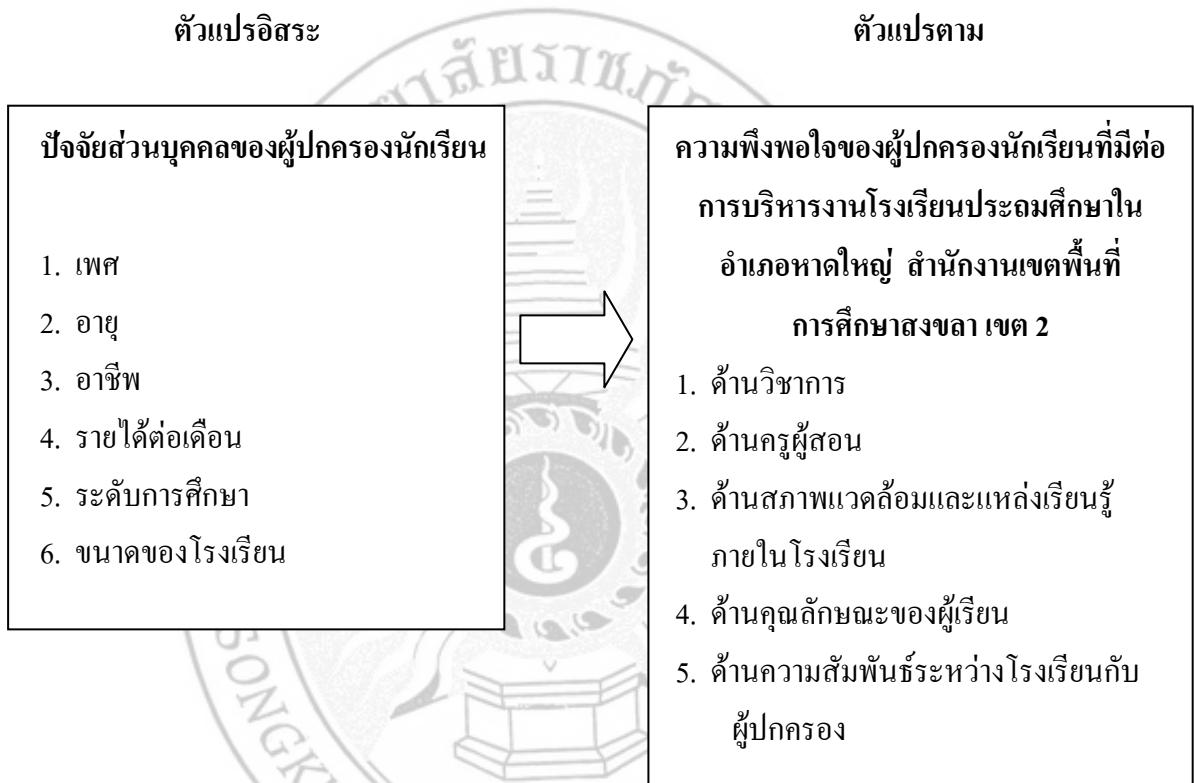 ตัวแปรอิสระ
ตัวแปรตาม
ปัจจัยส่วนบุคคลของผู้ปกครองนักเรียน
1. เพศ
2. อายุ
3. อาชีพ
4. รายได้ต่อเดือน
5. ระดับการศึกษา
6. ขนาดของโรงเรียน
ความพึงพอใจของผู้ปกครองนักเรียนที่มีต่อ
การบริหารงานโรงเรียนประถมศึกษาใน
อำเภอหาดใหญ่ สำนักงานเขตพื้นที่
การศึกษาสงขลา เขต 2
1. ด้านวิชาการ
2. ด้านครูผู้สอน
3. ด้านสภาพแวดล้อมและแหล่งเรียนรู้
ภายในโรงเรียน
4. ด้านคุณลักษณะของผู้เรียน
5. ด้านความสัมพันธ์ระหว่างโรงเรียนกับ
ผู้ปกครอง